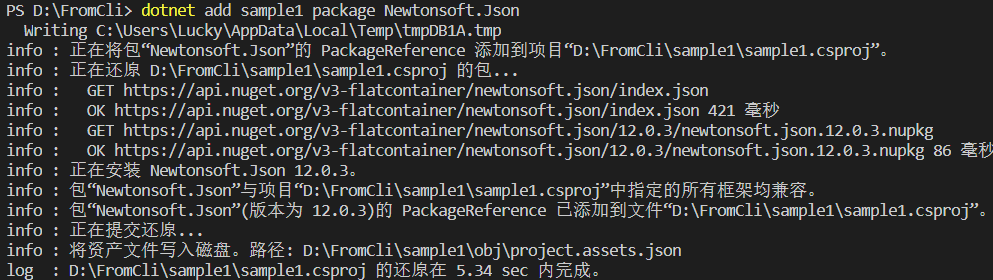 PS D:\FromCli> dotnet add sample1 package Newtonsoft.Json
  Writing C:\Users\Lucky\AppData\Local\Temp\tmpDB1A.tmp
info : 正在将包“Newtonsoft.Json”的 PackageReference 添加到项目“D:\FromCli\sample1\sample1.csproj”。
info : 正在还原 D:\FromCli\sample1\sample1.csproj 的包...
info :   GET https://api.nuget.org/v3-flatcontainer/newtonsoft.json/index.json
info :   OK https://api.nuget.org/v3-flatcontainer/newtonsoft.json/index.json 421 毫秒
info :   GET https://api.nuget.org/v3-flatcontainer/newtonsoft.json/12.0.3/newtonsoft.json.12.0.3.nupkg
info :   OK https://api.nuget.org/v3-flatcontainer/newtonsoft.json/12.0.3/newtonsoft.json.12.0.3.nupkg 86 毫秒
info : 正在安装 Newtonsoft.Json 12.0.3。
info : 包“Newtonsoft.Json”与项目“D:\FromCli\sample1\sample1.csproj”中指定的所有框架均兼容。
info : 包“Newtonsoft.Json”(版本为 12.0.3)的 PackageReference 已添加到文件“D:\FromCli\sample1\sample1.csproj”。
info : 正在提交还原...
info : 将资产文件写入磁盘。路径: D:\FromCli\sample1\obj\project.assets.json
log  : D:\FromCli\sample1\sample1.csproj 的还原在 5.34 sec 内完成。